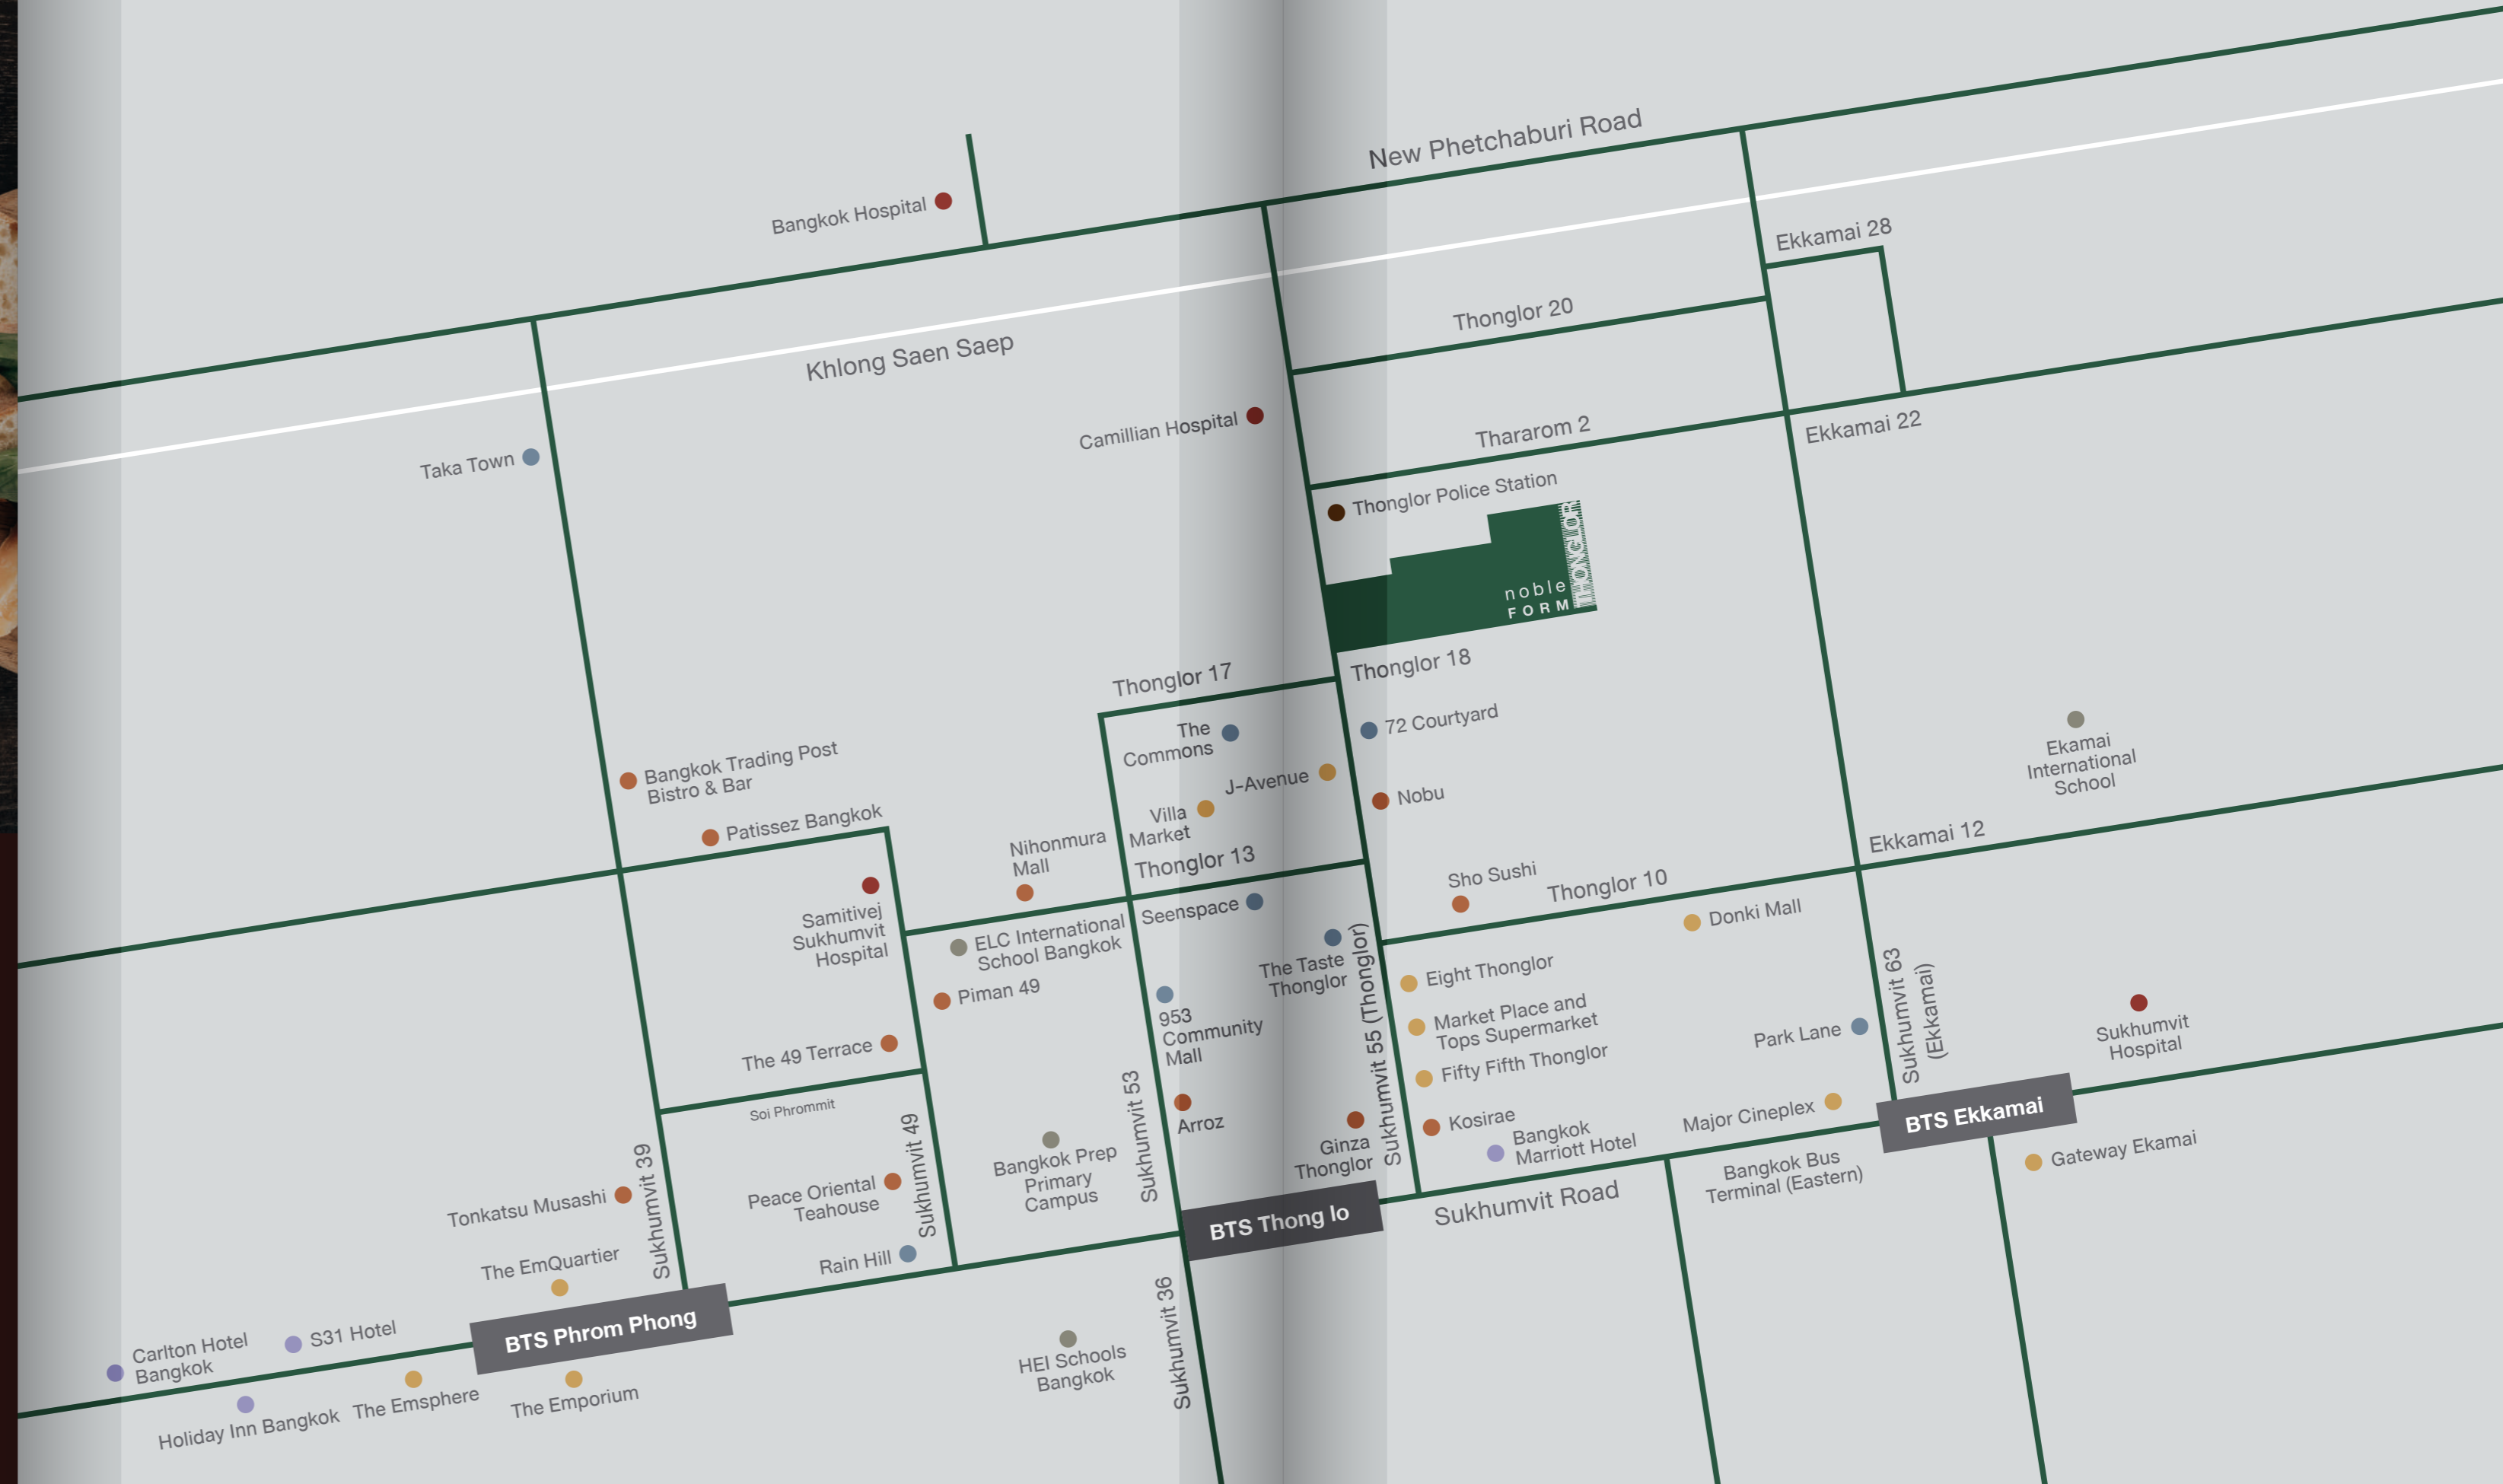 New Phetchaburi Road
Bangkok Hospital
Ekkamai 28
Thonglor 20
Khlong Saen Saep
Camillian Hospital
Thararom 2
Ekkamai 22
Taka Town
Thonglor Police Station
THONGLOR
noble
FORM
Thonglor 18
Thonglor 17
The
Commons
72 Courtyard
Ekamai
International
School
Bangkok Trading Post
Bistro & Bar
J-Avenue
Nobu
Villa
Market
Patissez Bangkok
Nihonmura
Mall
Thonglor 13
Ekkamai 12
Sho Sushi
Thonglor 10
Samitivej
Sukhumvit
Hospital
ELC International
School Bangkok
Seenspace
Donki Mall
Piman 49
The Taste
Thonglor
Eight Thonglor
953
Community
Mall
Market Place and
Tops Supermarket
Park Lane
Sukhumvit 63
(Ekkamai)
Sukhumvit
Hospital
The 49 Terrace
Fifty Fifth Thonglor
Sukhumvit 55 (Thonglor)
Soi Phrommit
Arroz
Kosirae
Major Cineplex
BTS Ekkamai
Ginza
Thonglor
Bangkok
Marriott Hotel
Bangkok Prep
Primary
Campus
Sukhumvit 53
Sukhumvit 49
Sukhumvit 39
Bangkok Bus
Terminal (Eastern)
Gateway Ekamai
Tonkatsu Musashi
Peace Oriental
Teahouse
BTS Thong lo
Sukhumvit Road
The EmQuartier
Rain Hill
BTS Phrom Phong
Sukhumvit 36
Carlton Hotel
Bangkok
S31 Hotel
HEI Schools
Bangkok
Holiday Inn Bangkok
The Emsphere
The Emporium